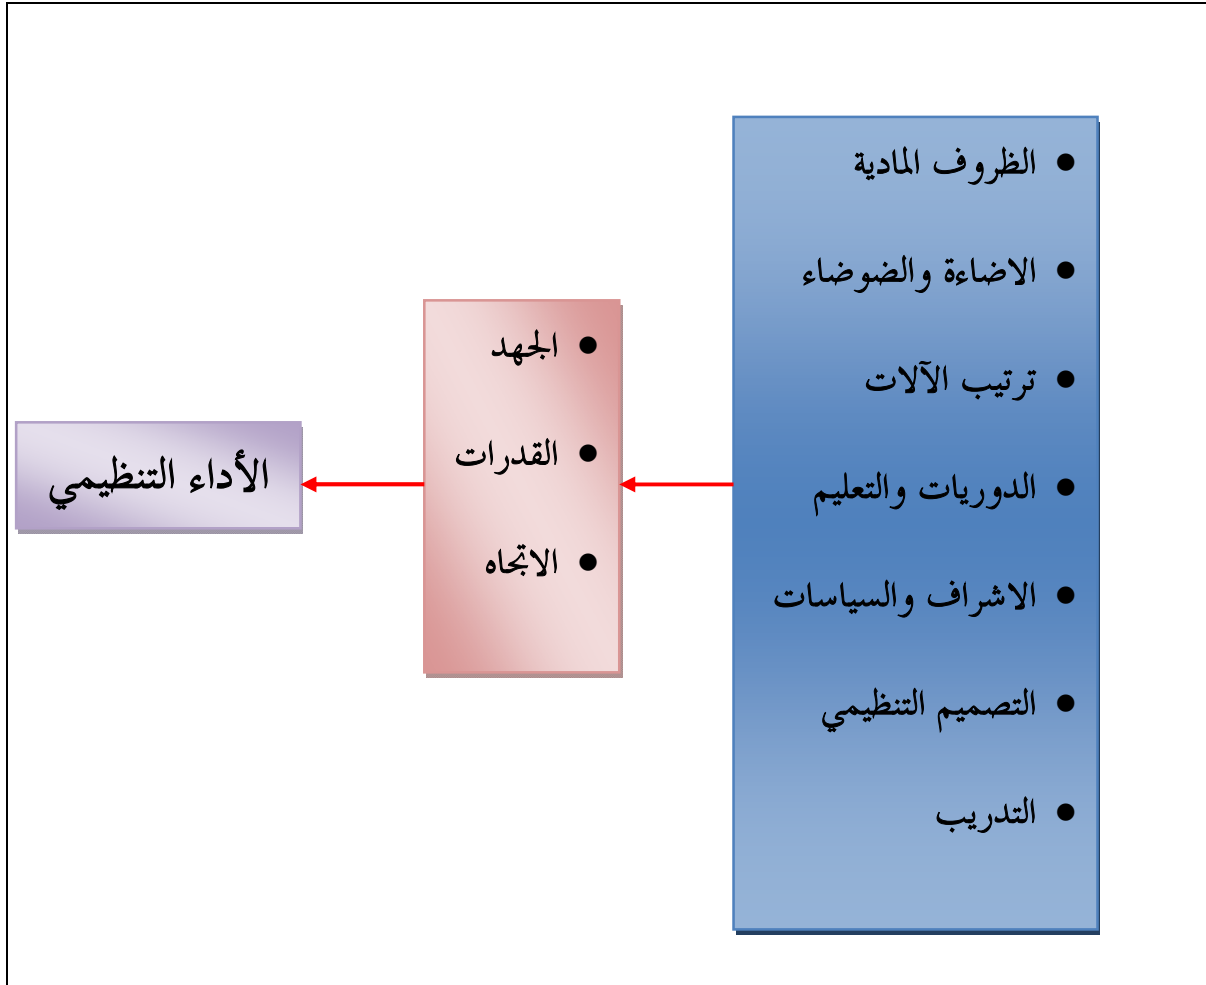 • الظروف المادية
• الاضاءة والضوضاء
• ترتيب الآلات
• الدوريات والتعليم
• الاشراف والسياسات
• التصميم التنظيمي
• التدريب
• الجهد
• القدرات
• الاتجاه
الأداء التنظيمي